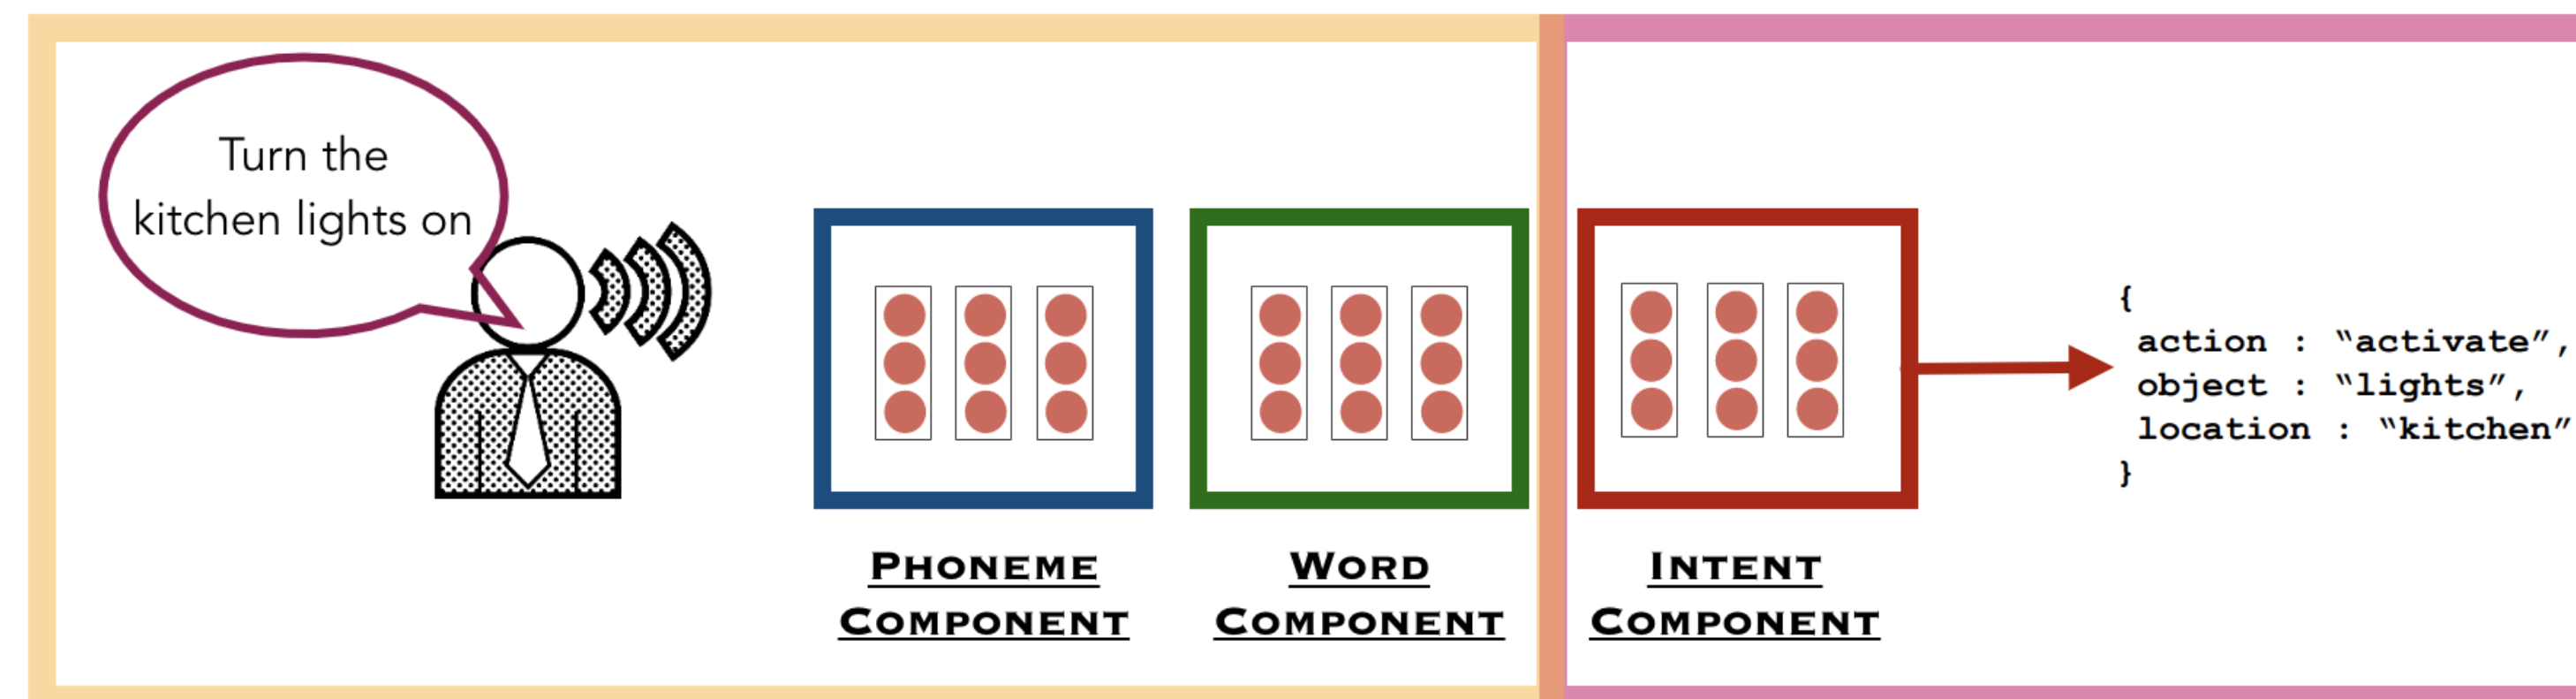 Turn the
kitchen lights on
PHONEME
COMPONENT
WORD
COMPONENT
INTENT
COMPONENT
{
action : “activate”,
object : “lights”,
location : “kitchen”
}